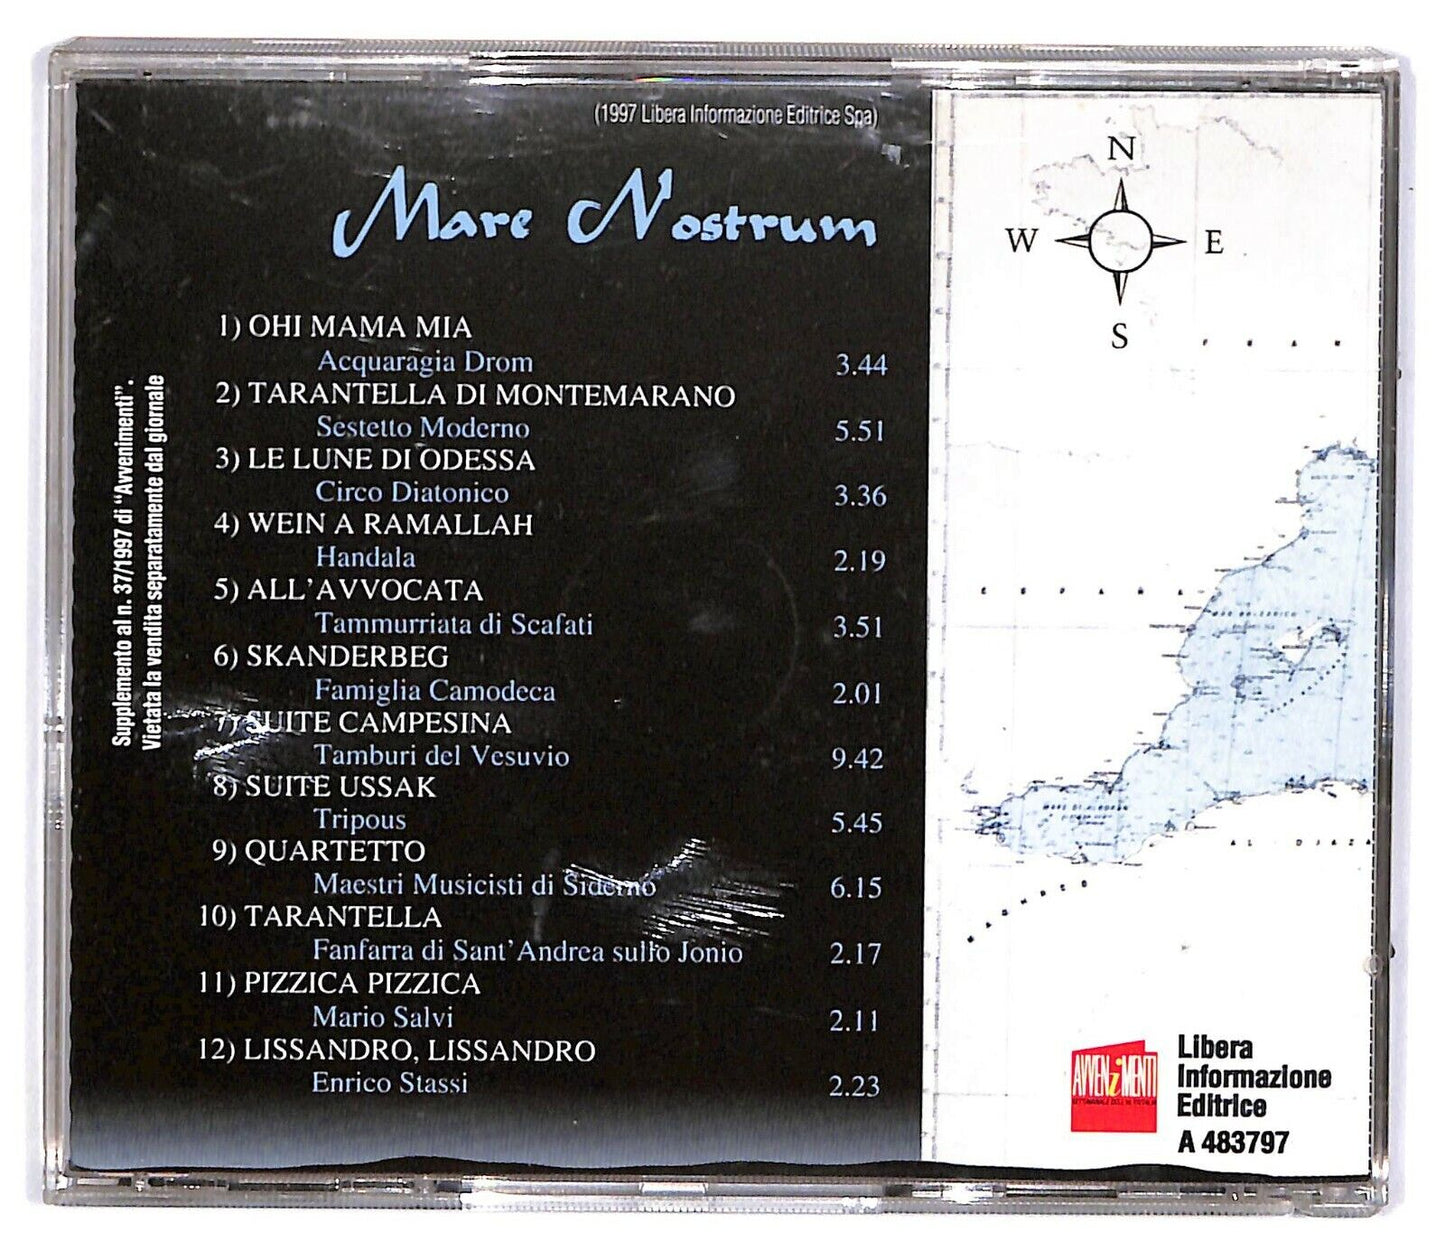 (1997 Libera Informazione Editrice Spa)
Mare Nostrum
1) OHI MAMA MIA
Acquaragia Drom 3.44
2) TARANTELLA DI MONTEMARANO
Sestetto Moderno 5.51
3) LE LUNE DI ODESSA
Circo Diatonico 3.36
4) WEIN A RAMALLAH
Handala 2.19
5) ALL'AVVOCATA
Tammurriata di Scafati 3.51
6) SKANDERBEG
Famiglia Camodeca 2.01
7) SUITE CAMPESINA
Tamburi del Vesuvio 9.42
8) SUITE USSAK
Tripous 5.45
9) QUARTETTO
Maestri Musicisti di Siderno 6.15
10) TARANTELLA
Fanfarra di Sant'Andrea sullo Jonio 2.17
11) PIZZICA PIZZICA
Mario Salvi 2.11
12) LISSANDRO, LISSANDRO
Enrico Stassi 2.23
Supplemento al n. 37/1997 di "Avvenimenti".
Vietata la vendita separatamente dal giornale
N
W E
S
F R A N
E S P A Ñ A
MARE DI ALBORAN
A L - D J A Z A
M A G H R E B
AVVENiMENTI
Libera
Informazione
Editrice
A 483797